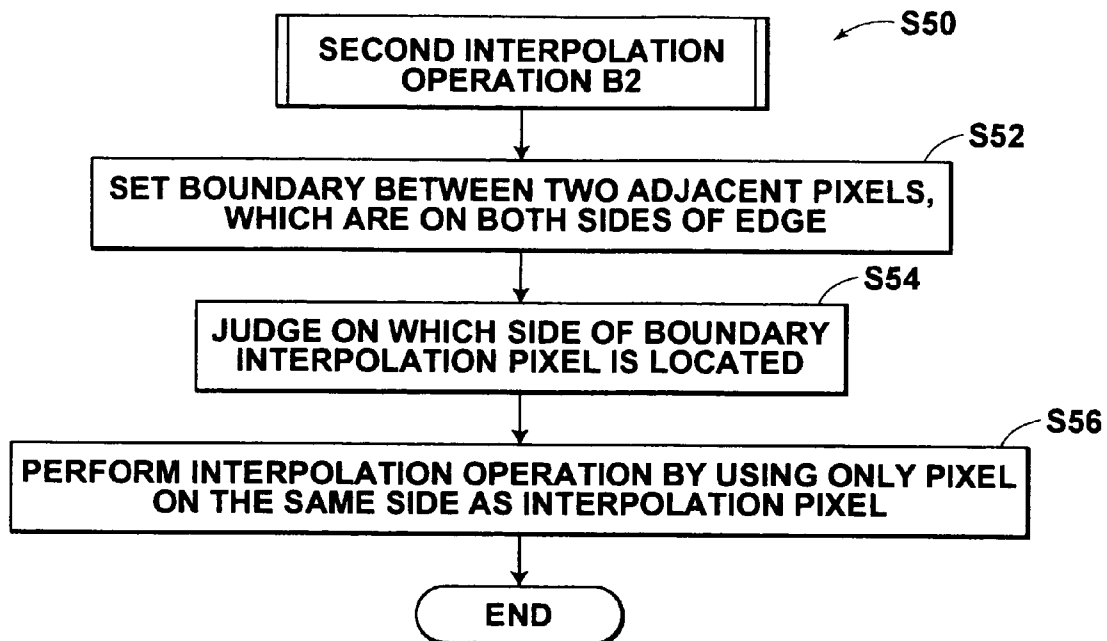 S50
SECOND INTERPOLATION
OPERATION B2
S52
SET BOUNDARY BETWEEN TWO ADJACENT PIXELS,
WHICH ARE ON BOTH SIDES OF EDGE
S54
JUDGE ON WHICH SIDE OF BOUNDARY
INTERPOLATION PIXEL IS LOCATED
S56
PERFORM INTERPOLATION OPERATION BY USING ONLY PIXEL
ON THE SAME SIDE AS INTERPOLATION PIXEL
END